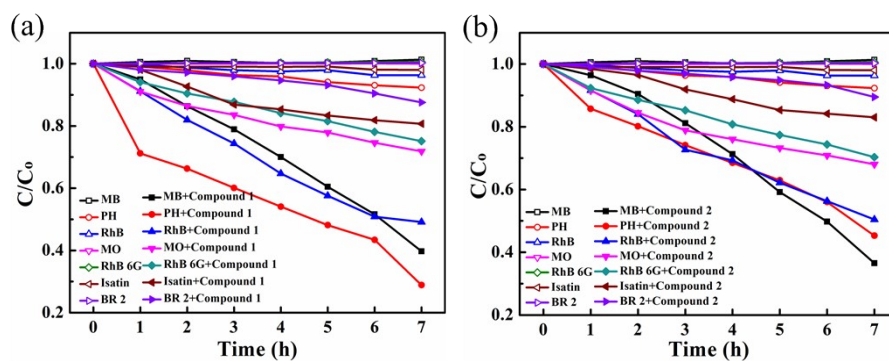 (a)
C/C₀
1.0
0.8
0.6
0.4
0.2
MB
PH
RhB
MO
RhB 6G
Isatin
BR 2
MB+Compound 1
PH+Compound 1
RhB+Compound 1
MO+Compound 1
RhB 6G+Compound 1
Isatin+Compound 1
BR 2+Compound 1
0 1 2 3 4 5 6 7
Time (h)
(b)
C/C₀
1.0
0.8
0.6
0.4
0.2
MB
PH
RhB
MO
RhB 6G
Isatin
BR 2
MB+Compound 2
PH+Compound 2
RhB+Compound 2
MO+Compound 2
RhB 6G+Compound 2
Isatin+Compound 2
BR 2+Compound 2
0 1 2 3 4 5 6 7
Time (h)